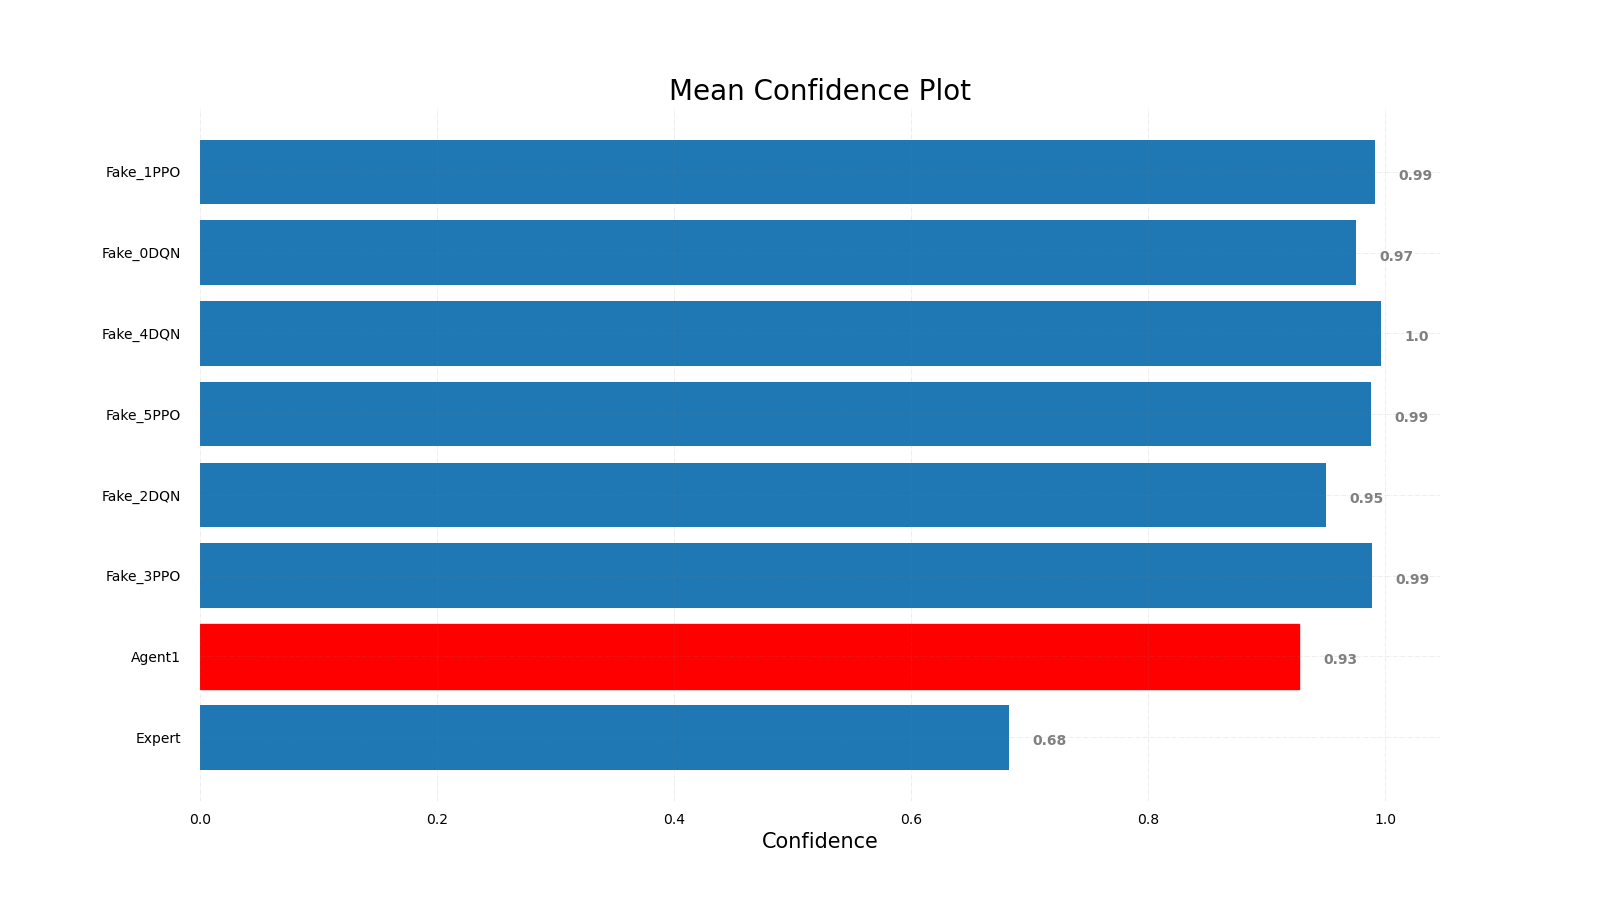 Mean Confidence Plot
Fake_1PPO 0.99
Fake_0DQN 0.97
Fake_4DQN 1.0
Fake_5PPO 0.99
Fake_2DQN 0.95
Fake_3PPO 0.99
Agent1 0.93
Expert 0.68
0.0 0.2 0.4 0.6 0.8 1.0
Confidence